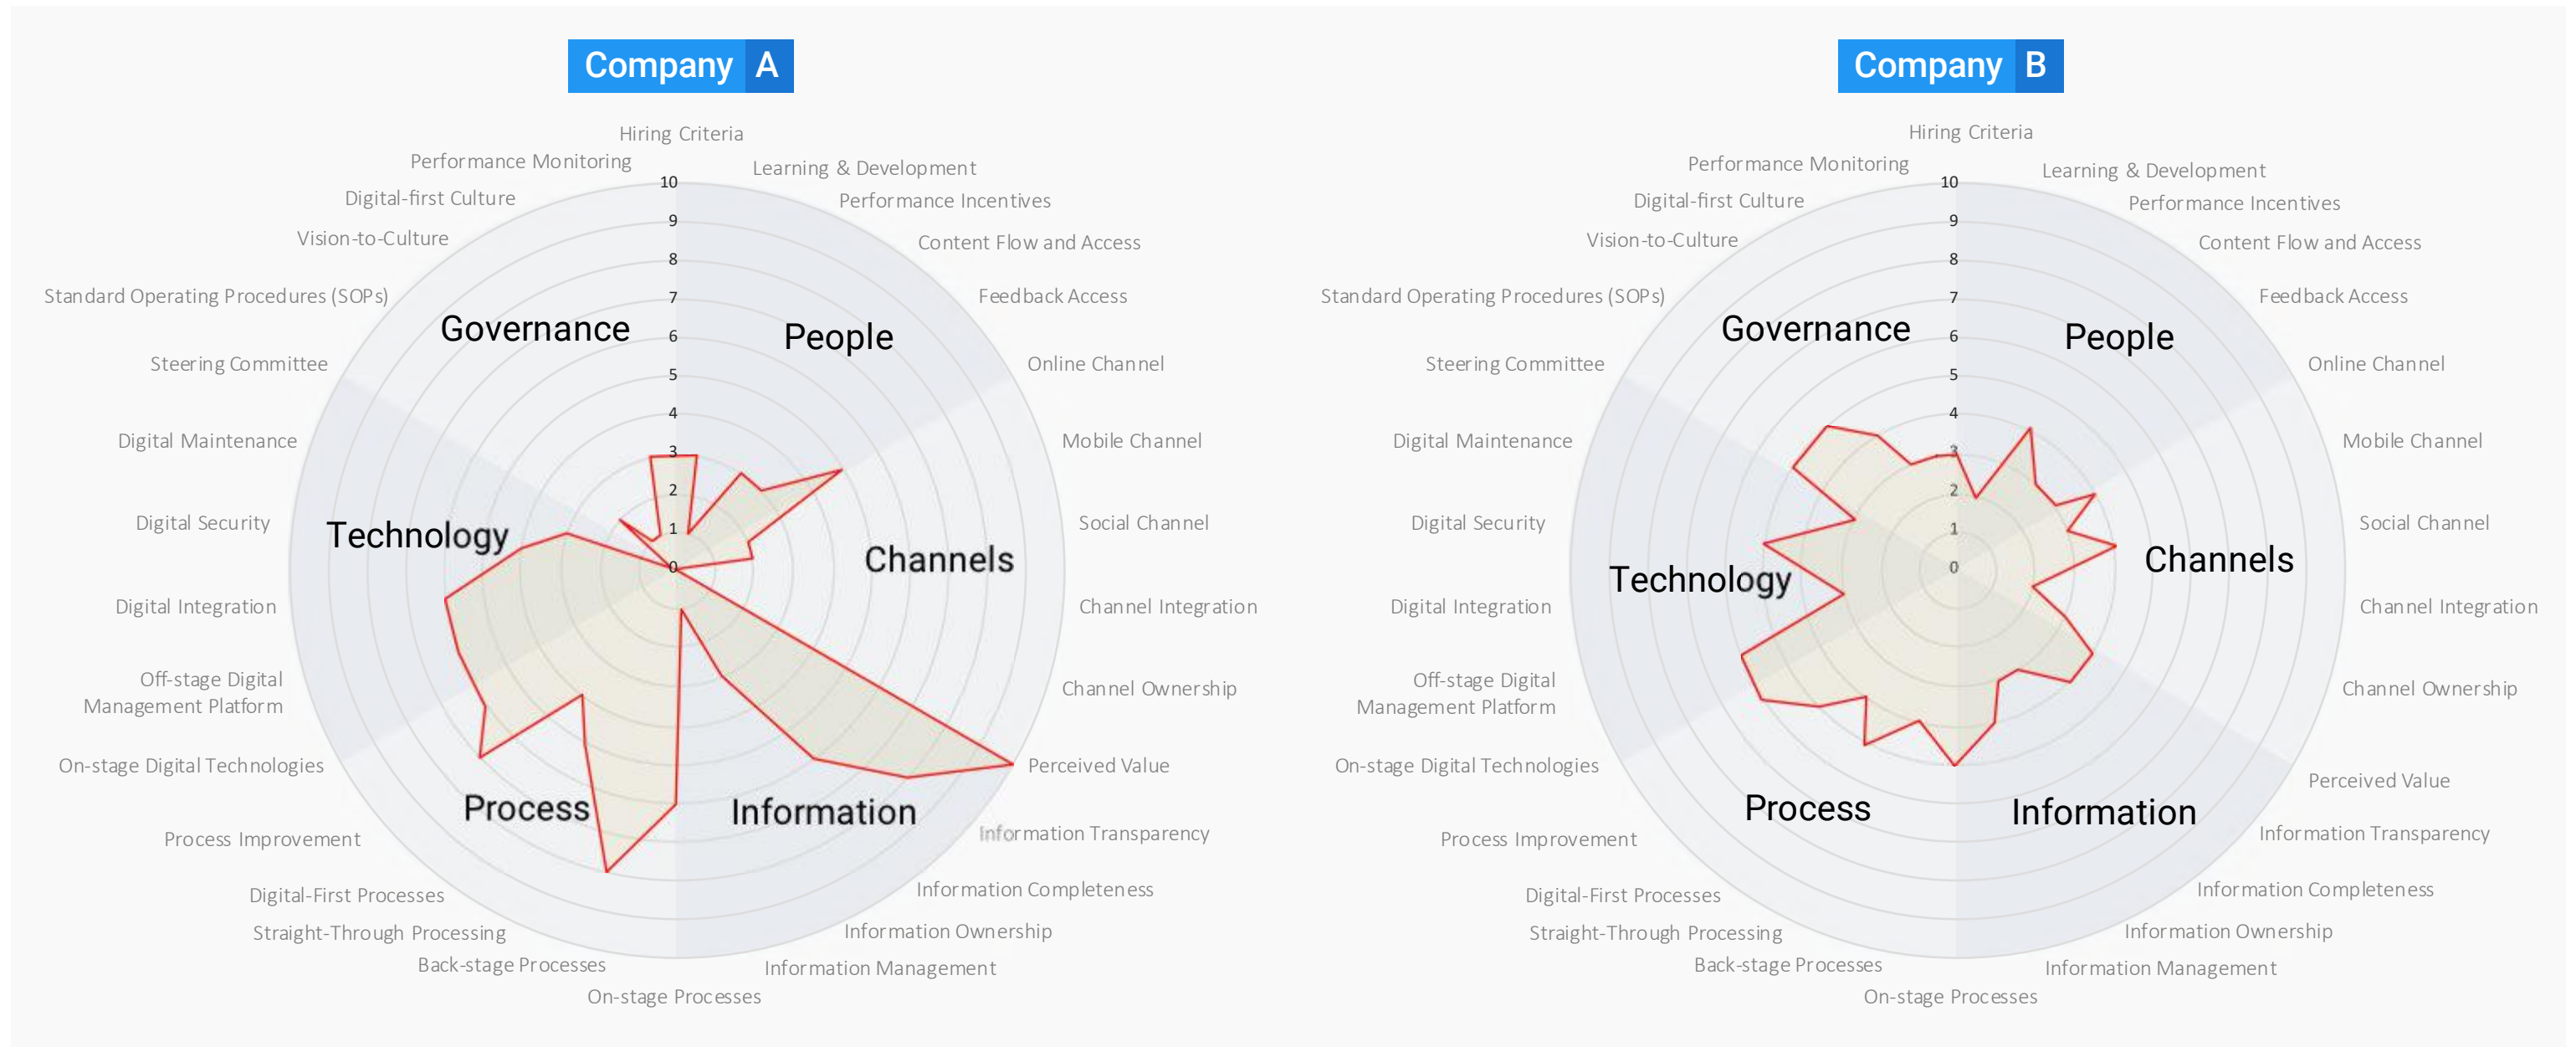 Company A
Hiring Criteria
Performance Monitoring
Learning & Development
Digital-first Culture
Performance Incentives
Vision-to-Culture
Content Flow and Access
Standard Operating Procedures (SOPs)
Feedback Access
Steering Committee
Online Channel
Digital Maintenance
Mobile Channel
Digital Security
Social Channel
Digital Integration
Channel Integration
Off-stage Digital
Management Platform
Channel Ownership
On-stage Digital Technologies
Perceived Value
Process Improvement
Information Transparency
Digital-First Processes
Information Completeness
Straight-Through Processing
Information Ownership
Back-stage Processes
Information Management
On-stage Processes
10
9
8
7
6
5
4
3
2
1
0
Governance
People
Technology
Channels
Process
Information
Company B
Hiring Criteria
Performance Monitoring
Learning & Development
Digital-first Culture
Performance Incentives
Vision-to-Culture
Content Flow and Access
Standard Operating Procedures (SOPs)
Feedback Access
Steering Committee
Online Channel
Digital Maintenance
Mobile Channel
Digital Security
Social Channel
Digital Integration
Channel Integration
Off-stage Digital
Management Platform
Channel Ownership
On-stage Digital Technologies
Perceived Value
Process Improvement
Information Transparency
Digital-First Processes
Information Completeness
Straight-Through Processing
Information Ownership
Back-stage Processes
Information Management
On-stage Processes
10
9
8
7
6
5
4
3
2
1
0
Governance
People
Technology
Channels
Process
Information